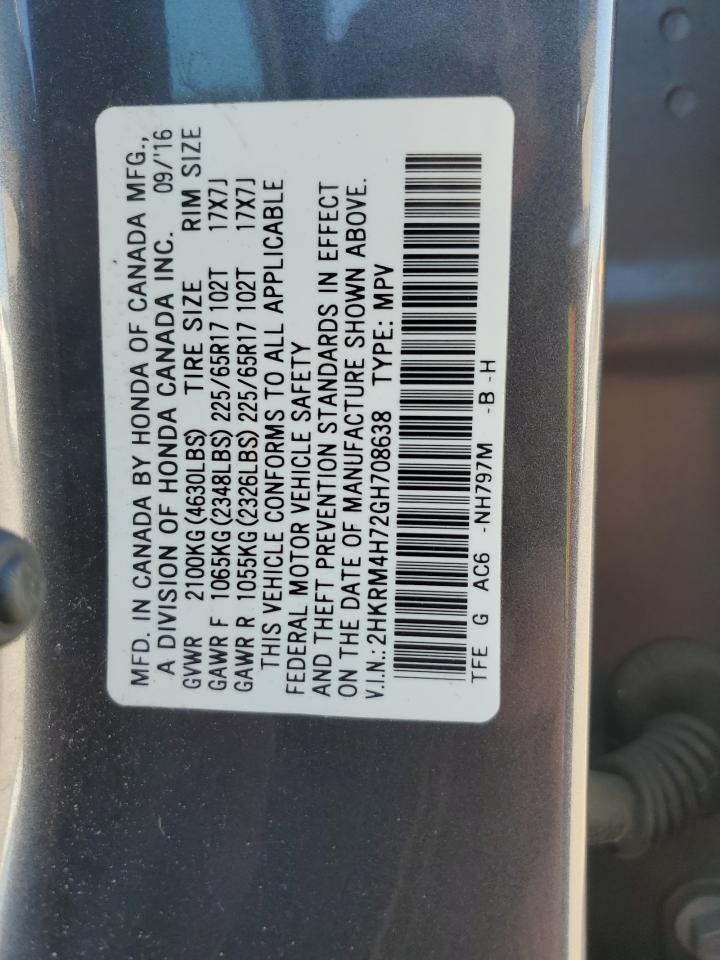 MFD. IN CANADA BY HONDA OF CANADA MFG.,
A DIVISION OF HONDA CANADA INC. 09/'16
GVWR 2100KG(4630LBS) TIRE SIZE RIM SIZE
GAWR F 1065KG(2348LBS) 225/65R17 102T 17X7J
GAWR R 1055KG(2326LBS) 225/65R17 102T 17X7J
THIS VEHICLE CONFORMS TO ALL APPLICABLE
FEDERAL MOTOR VEHICLE SAFETY
AND THEFT PREVENTION STANDARDS IN EFFECT
ON THE DATE OF MANUFACTURE SHOWN ABOVE.
V.I.N.: 2HKRM4H72GH708638 TYPE: MPV
TFE G AC6 -NH797M -B -H